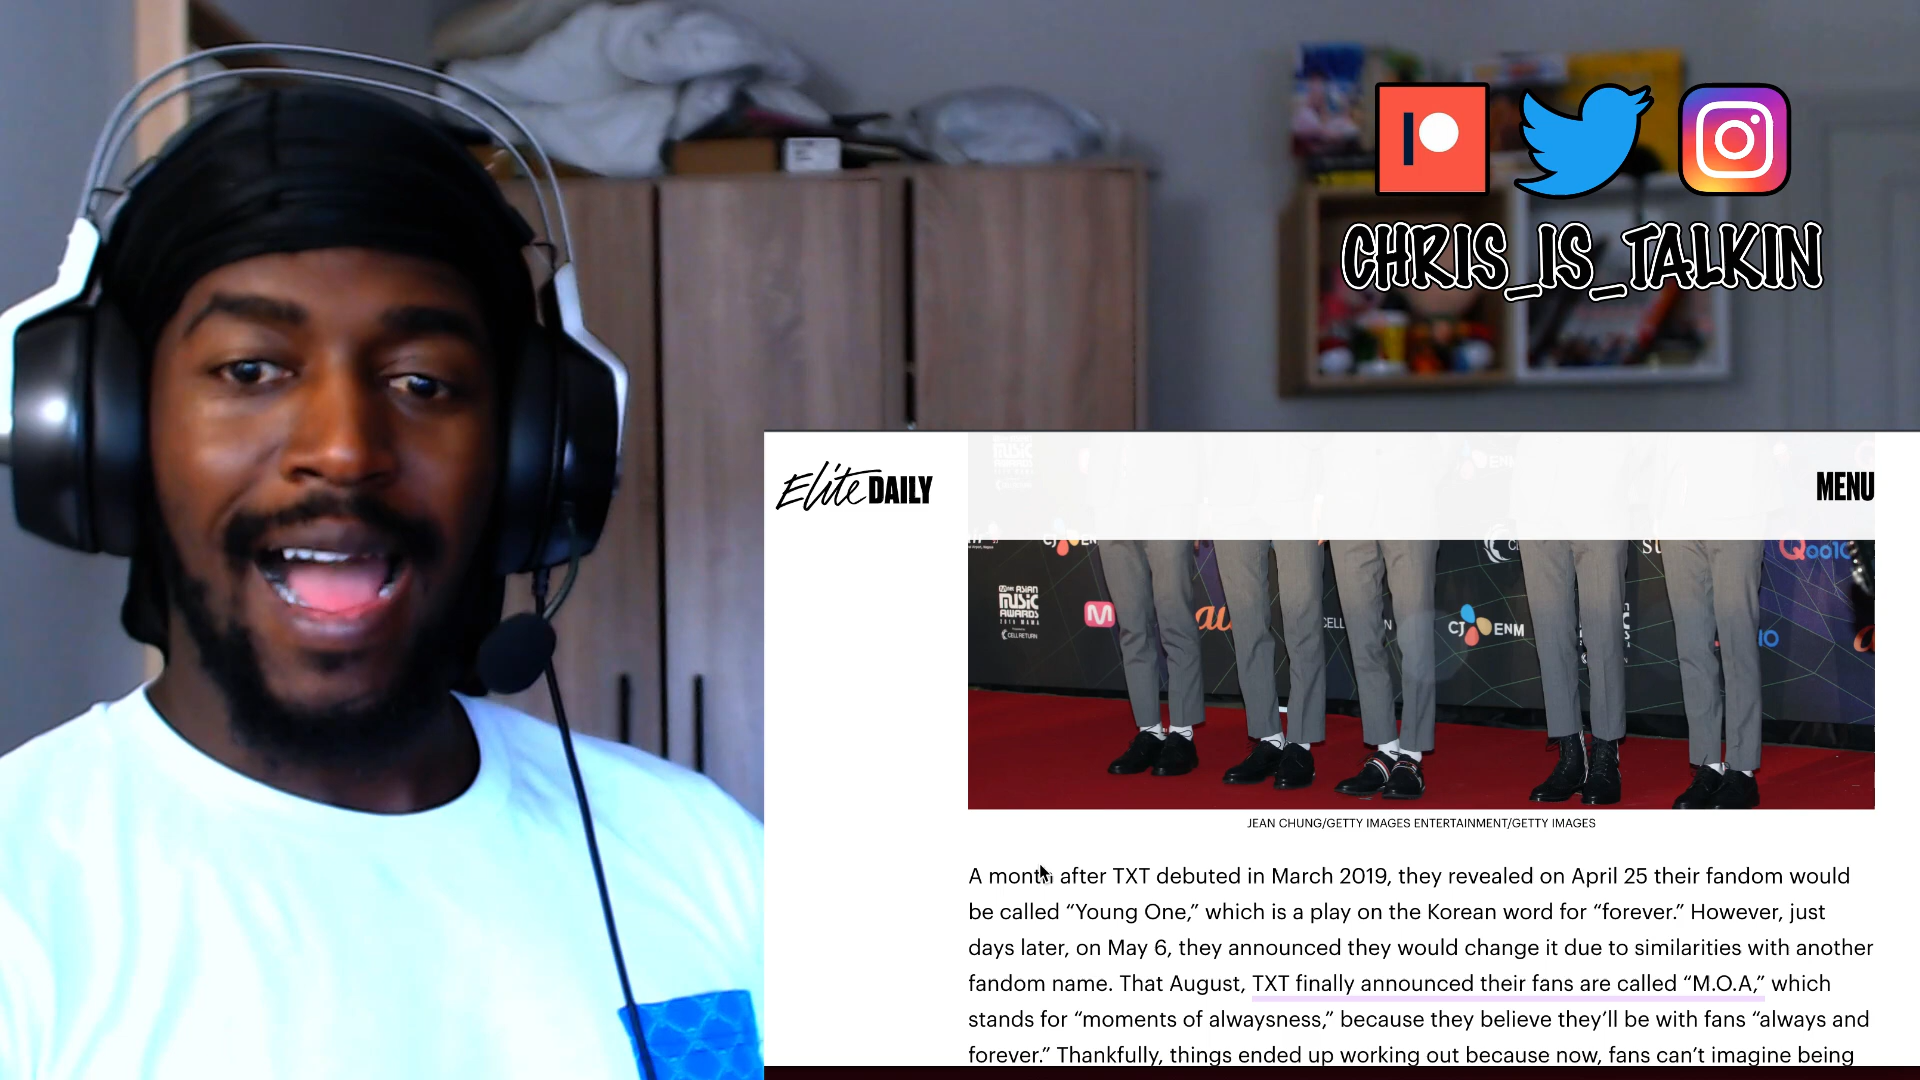 CHRIS_IS_TALKIN
Elite DAILY
MENU
Qoo10
ASIAN
MUSIC
AWARDS
CELLRETURN
CJ ENM
JEAN CHUNG/GETTY IMAGES ENTERTAINMENT/GETTY IMAGES
A month after TXT debuted in March 2019, they revealed on April 25 their fandom would
be called “Young One,” which is a play on the Korean word for “forever.” However, just
days later, on May 6, they announced they would change it due to similarities with another
fandom name. That August, TXT finally announced their fans are called “M.O.A,” which
stands for “moments of alwaysness,” because they believe they’ll be with fans “always and
forever.” Thankfully, things ended up working out because now, fans can’t imagine being